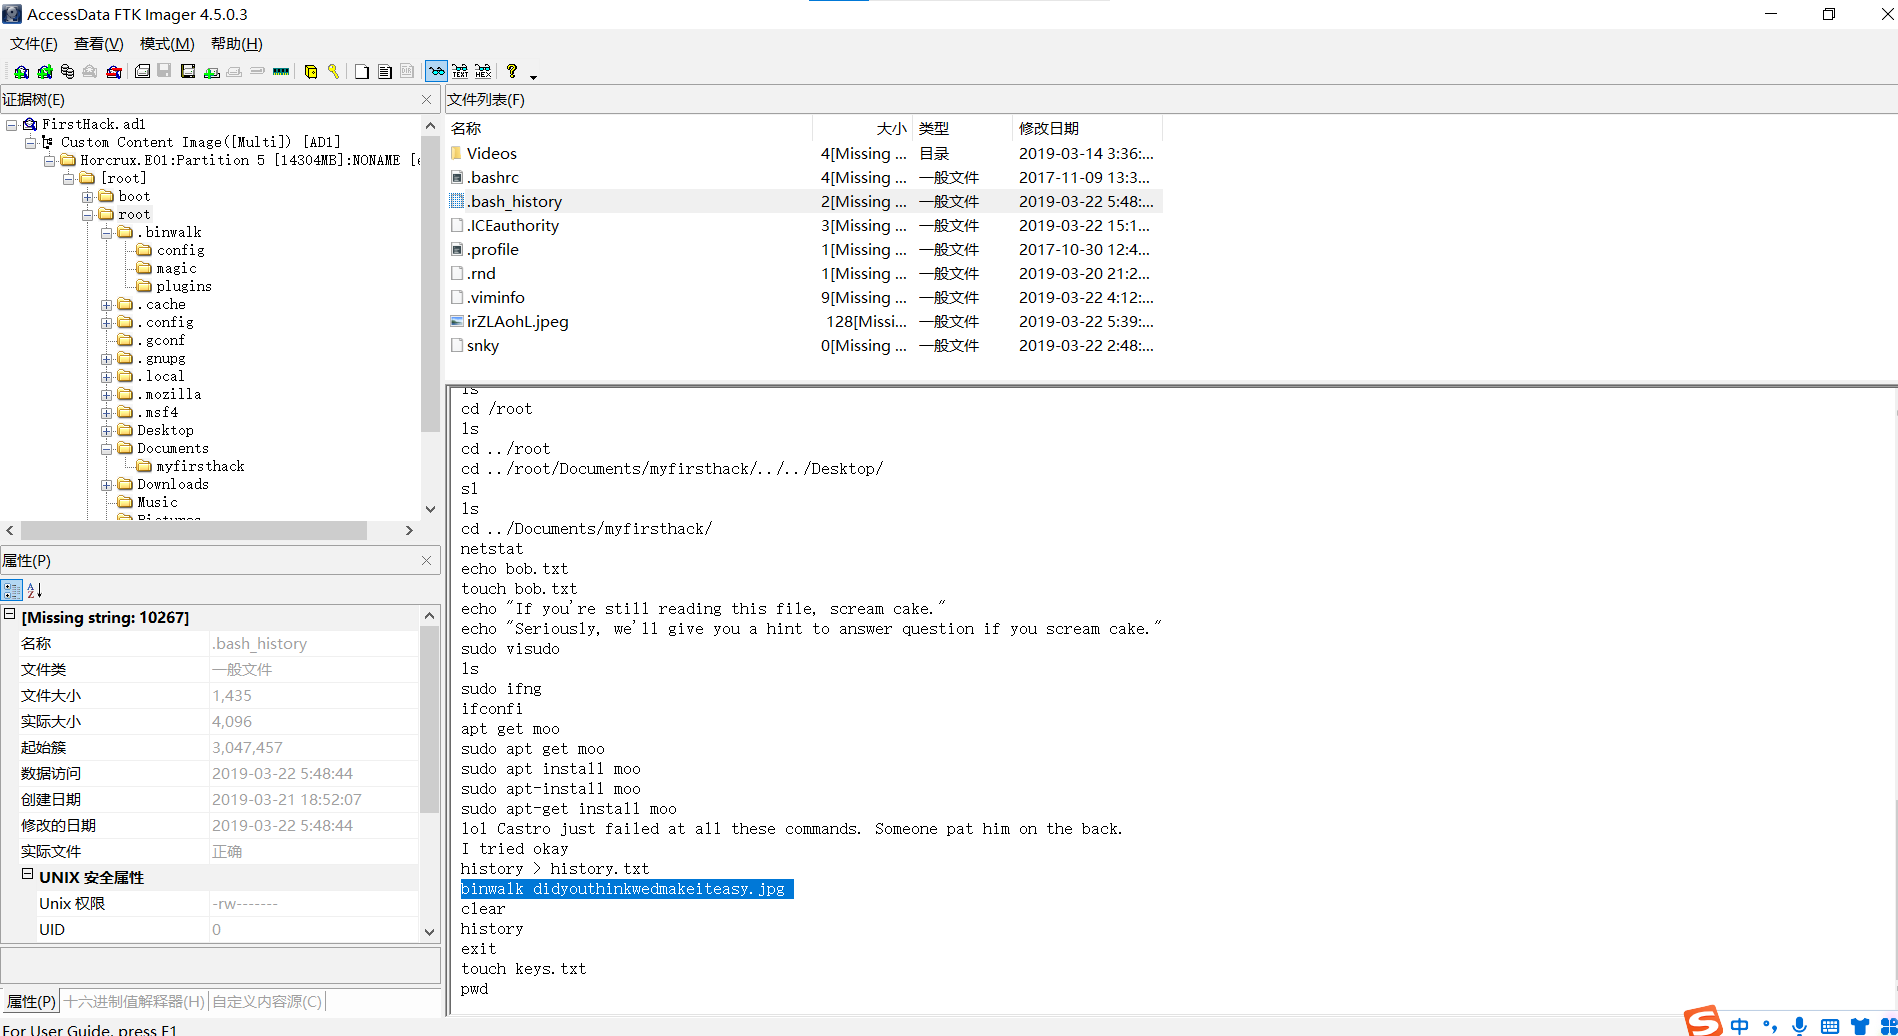 AccessData FTK Imager 4.5.0.3
文件(F) 查看(V) 模式(M) 帮助(H)
证据树(E)
FirstHack.ad1
Custom Content Image([Multi]) [AD1]
Horcrux.E01:Partition 5 [14304MB]:NONAME [e
[root]
boot
root
.binwalk
config
magic
plugins
.cache
.config
.gconf
.gnupg
.local
.mozilla
.msf4
Desktop
Documents
myfirsthack
Downloads
Music
Pictures
属性(P)
[Missing string: 10267]
名称 .bash_history
文件类 一般文件
文件大小 1,435
实际大小 4,096
起始簇 3,047,457
数据访问 2019-03-22 5:48:44
创建日期 2019-03-21 18:52:07
修改的日期 2019-03-22 5:48:44
实际文件 正确
UNIX 安全属性
Unix 权限 -rw-------
UID 0
属性(P) 十六进制值解释器(H) 自定义内容源(C)
For User Guide, press F1
文件列表(F)
名称 大小 类型 修改日期
Videos 4[Missing ... 目录 2019-03-14 3:36:...
.bashrc 4[Missing ... 一般文件 2017-11-09 13:3...
.bash_history 2[Missing ... 一般文件 2019-03-22 5:48:...
.ICEauthority 3[Missing ... 一般文件 2019-03-22 15:1...
.profile 1[Missing ... 一般文件 2017-10-30 12:4...
.rnd 1[Missing ... 一般文件 2019-03-20 21:2...
.viminfo 9[Missing ... 一般文件 2019-03-22 4:12:...
irZLAohL.jpeg 128[Missi... 一般文件 2019-03-22 5:39:...
snky 0[Missing ... 一般文件 2019-03-22 2:48:...
ls
cd /root
ls
cd ../root
cd ../root/Documents/myfirsthack/../../Desktop/
sl
ls
cd ../Documents/myfirsthack/
netstat
echo bob.txt
touch bob.txt
echo "If you're still reading this file, scream cake."
echo "Seriously, we'll give you a hint to answer question if you scream cake."
sudo visudo
ls
sudo ifng
ifconfi
apt get moo
sudo apt get moo
sudo apt install moo
sudo apt-install moo
sudo apt-get install moo
lol Castro just failed at all these commands. Someone pat him on the back.
I tried okay
history > history.txt
binwalk didyouthinkwedmakeiteasy.jpg
clear
history
exit
touch keys.txt
pwd
中